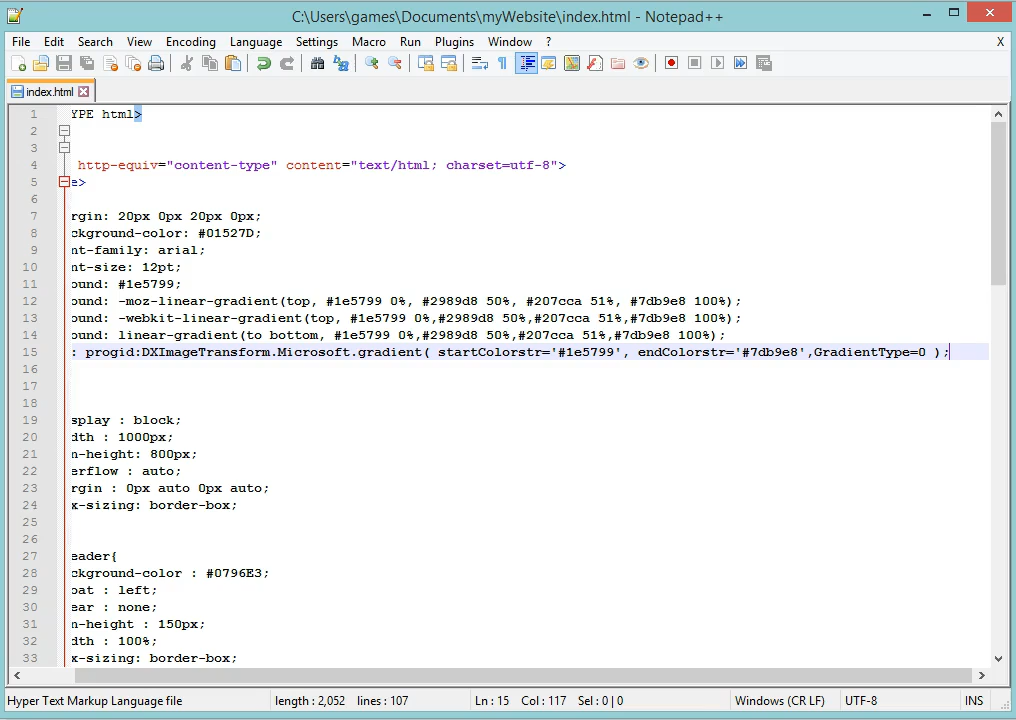 C:\Users\games\Documents\myWebsite\index.html - Notepad++
File Edit Search View Encoding Language Settings Macro Run Plugins Window ? X
index.html
1 YPE html>
2
3
4 http-equiv="content-type" content="text/html; charset=utf-8">
5 e>
6
7 rgin: 20px 0px 20px 0px;
8 ckground-color: #01527D;
9 nt-family: arial;
10 nt-size: 12pt;
11 ound: #1e5799;
12 ound: -moz-linear-gradient(top, #1e5799 0%, #2989d8 50%, #207cca 51%, #7db9e8 100%);
13 ound: -webkit-linear-gradient(top, #1e5799 0%,#2989d8 50%,#207cca 51%,#7db9e8 100%);
14 ound: linear-gradient(to bottom, #1e5799 0%,#2989d8 50%,#207cca 51%,#7db9e8 100%);
15 : progid:DXImageTransform.Microsoft.gradient( startColorstr='#1e5799', endColorstr='#7db9e8',GradientType=0 );
16
17
18
19 splay : block;
20 dth : 1000px;
21 n-height: 800px;
22 erflow : auto;
23 rgin : 0px auto 0px auto;
24 x-sizing: border-box;
25
26
27 eader{
28 ckground-color : #0796E3;
29 oat : left;
30 ear : none;
31 n-height : 150px;
32 dth : 100%;
33 x-sizing: border-box;
Hyper Text Markup Language file length : 2,052 lines : 107 Ln : 15 Col : 117 Sel : 0 | 0 Windows (CR LF) UTF-8 INS